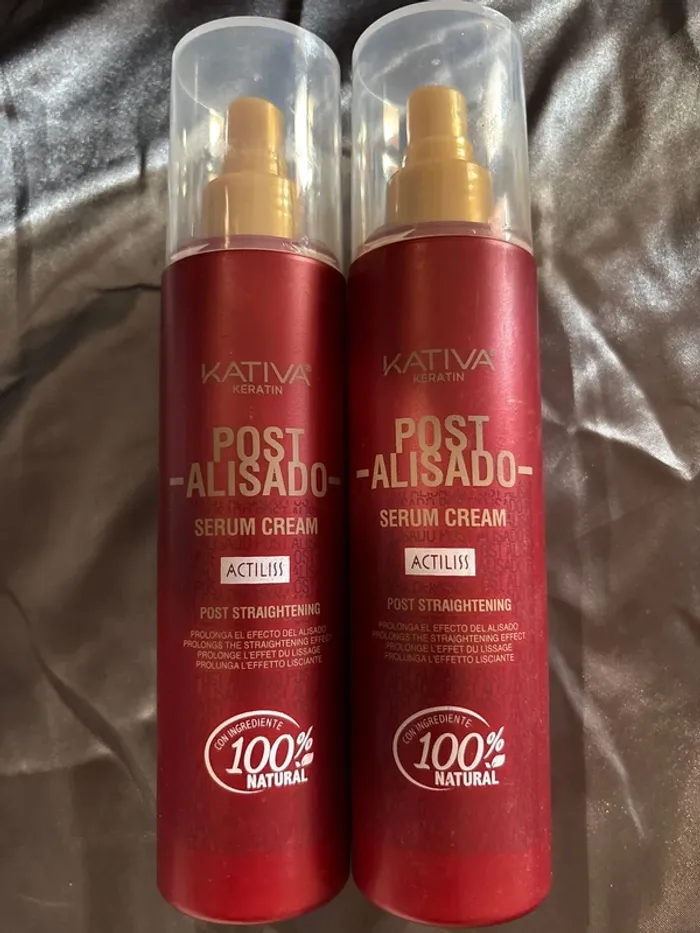 KATIVA®
KERATIN
POST
-ALISADO-
SERUM CREAM
ACTILISS
POST STRAIGHTENING
PROLONGA EL EFECTO DEL ALISADO
PROLONGS THE STRAIGHTENING EFFECT
PROLONGE L'EFFET DU LISSAGE
PROLUNGA L'EFFETTO LISCIANTE
CON INGREDIENTE
100%
NATURAL
KATIVA®
KERATIN
POST
-ALISADO-
SERUM CREAM
ACTILISS
POST STRAIGHTENING
PROLONGA EL EFECTO DEL ALISADO
PROLONGS THE STRAIGHTENING EFFECT
PROLONGE L'EFFET DU LISSAGE
PROLUNGA L'EFFETTO LISCIANTE
CON INGREDIENTE
100%
NATURAL